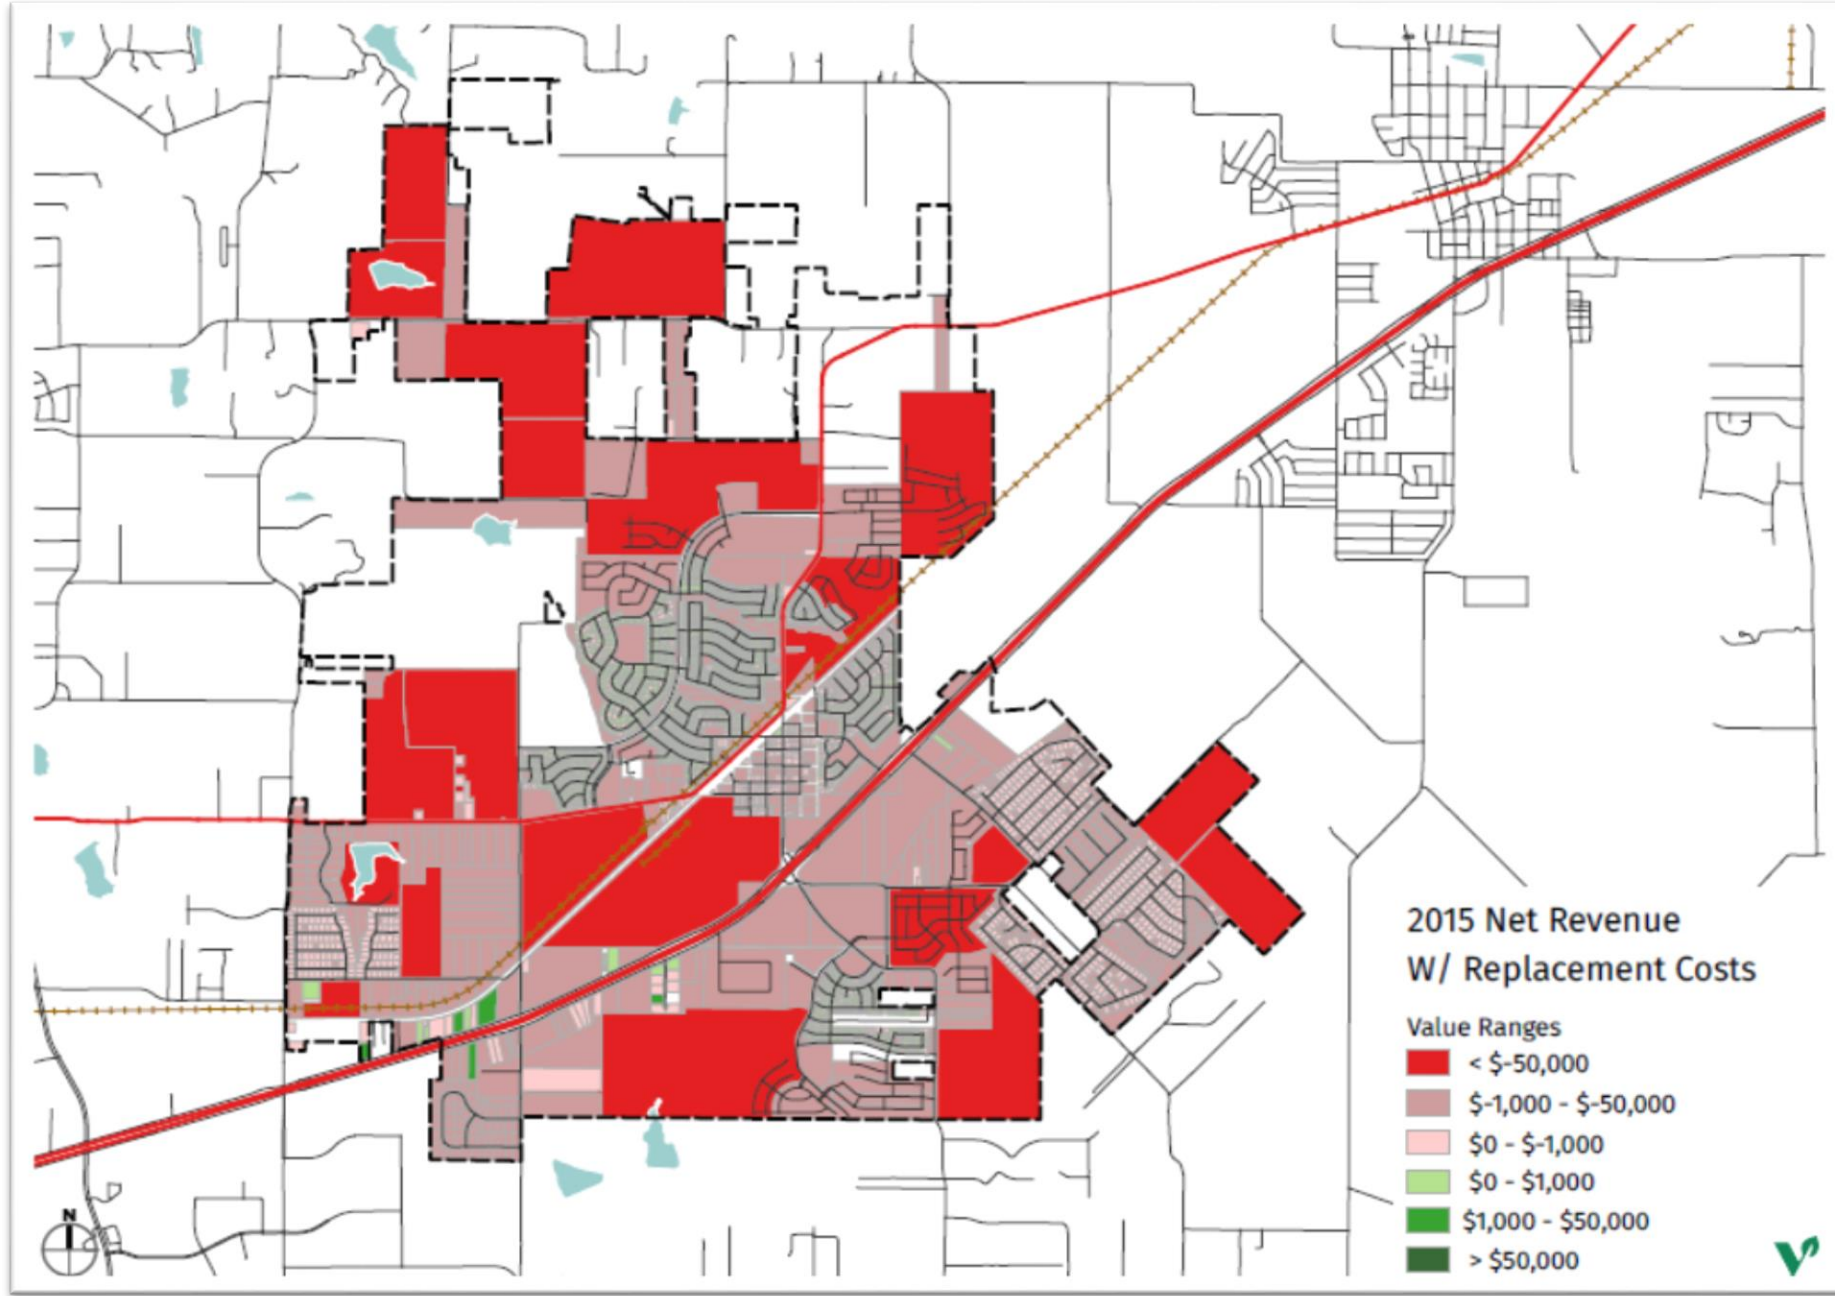 2015 Net Revenue
W/ Replacement Costs
Value Ranges
< $-50,000
$-1,000 - $-50,000
$0 - $-1,000
$0 - $1,000
$1,000 - $50,000
> $50,000
N